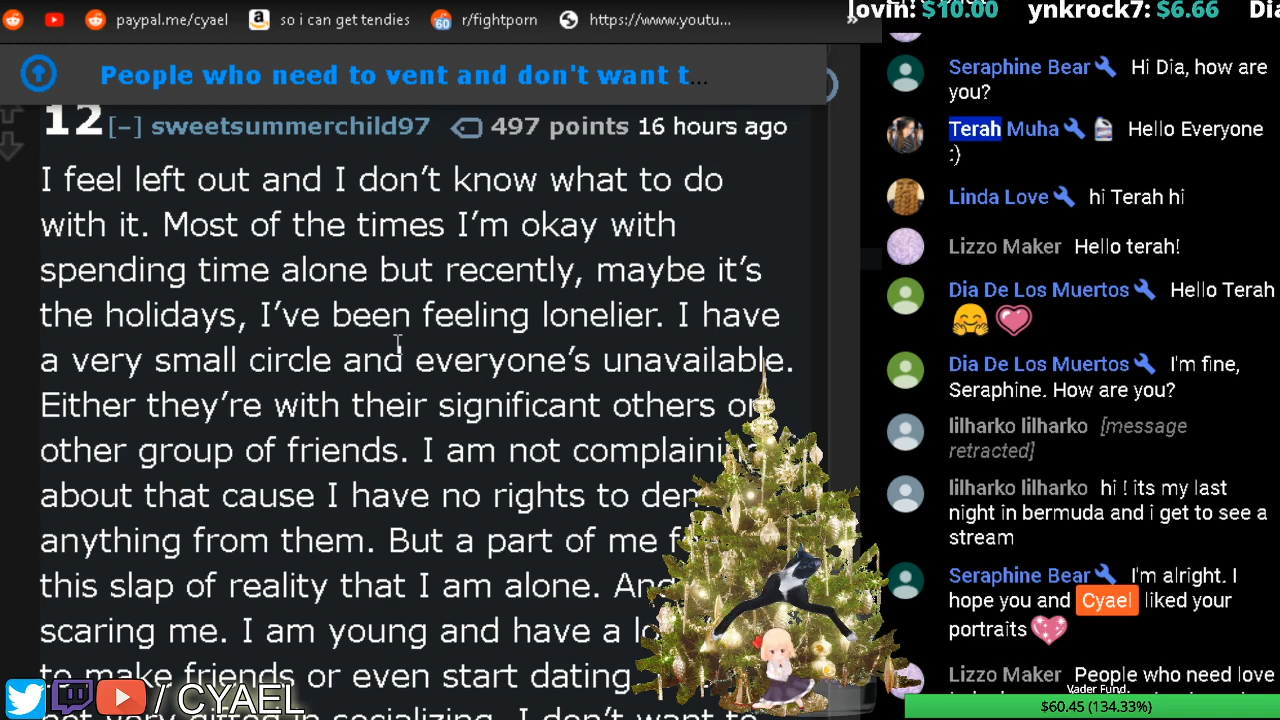 paypal.me/cyael so i can get tendies r/fightporn https://www.youtu... »
People who need to vent and don't want t...
12 [–] sweetsummerchild97 497 points 16 hours ago
I feel left out and I don’t know what to do
with it. Most of the times I’m okay with
spending time alone but recently, maybe it’s
the holidays, I’ve been feeling lonelier. I have
a very small circle and everyone’s unavailable.
Either they’re with their significant others or
other group of friends. I am not complaining
about that cause I have no rights to
anything from them. But a part of me
this slap of reality that I am alone.
scaring me. I am young and have a
to make friends or even start dating
not very gifted in socializing. I don’t want to
/ CYAEL
lovin: $10.00 ynkrock7: $6.66 Dia
Seraphine Bear Hi Dia, how are
you?
Terah Muha Hello Everyone
:)
Linda Love hi Terah hi
Lizzo Maker Hello terah!
Dia De Los Muertos Hello Terah
Dia De Los Muertos I'm fine,
Seraphine. How are you?
lilharko lilharko [message
retracted]
lilharko lilharko hi ! its my last
night in bermuda and i get to see a
stream
Seraphine Bear I'm alright. I
hope you and Cyael liked your
portraits
Lizzo Maker People who need love
Vader Fund.
$60.45 (134.33%)